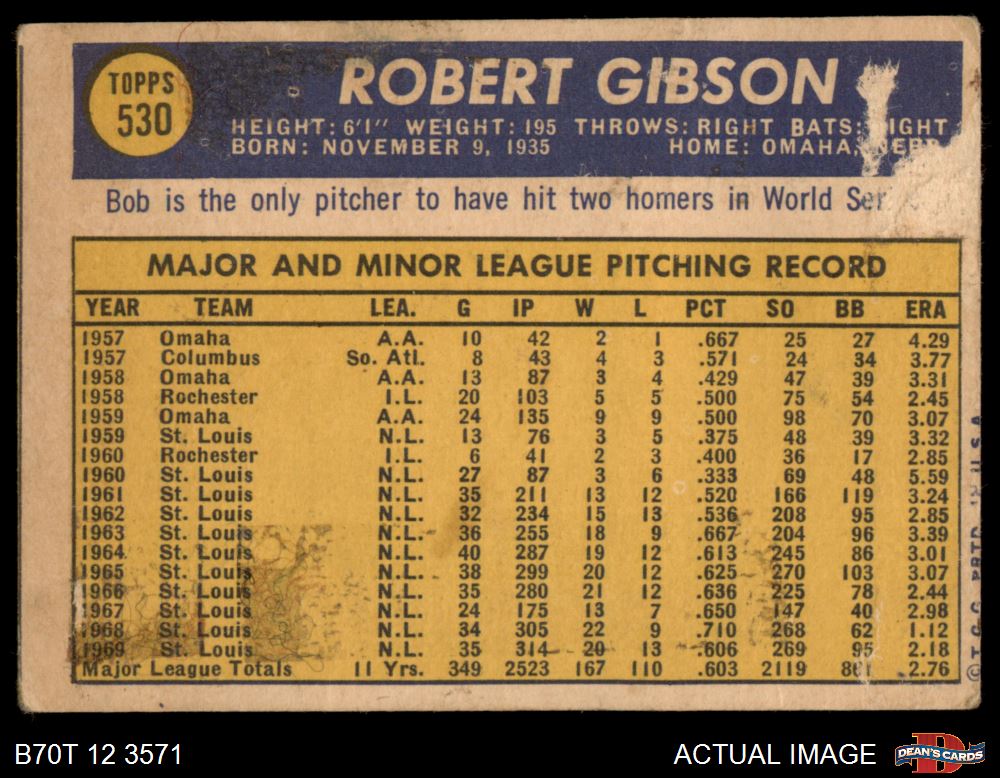 TOPPS
530
ROBERT GIBSON
HEIGHT: 6'1" WEIGHT: 195 THROWS: RIGHT BATS: IGHT
BORN: NOVEMBER 9, 1935 HOME: OMAHA, NEBR
Bob is the only pitcher to have hit two homers in World Ser
MAJOR AND MINOR LEAGUE PITCHING RECORD
YEAR TEAM LEA. G IP W L PCT SO BB ERA
1957 Omaha A.A. 10 42 2 1 .667 25 27 4.29
1957 Columbus So. Atl. 8 43 4 3 .571 24 34 3.77
1958 Omaha A.A. 13 87 3 4 .429 47 39 3.31
1958 Rochester I.L. 20 103 5 5 .500 75 54 2.45
1959 Omaha A.A. 24 135 9 9 .500 98 70 3.07
1959 St. Louis N.L. 13 76 3 5 .375 48 39 3.32
1960 Rochester I.L. 6 41 2 3 .400 36 17 2.85
1960 St. Louis N.L. 27 87 3 6 .333 69 48 5.59
1961 St. Louis N.L. 35 211 13 12 .520 166 119 3.24
1962 St. Louis N.L. 32 234 15 13 .536 208 95 2.85
1963 St. Louis N.L. 36 255 18 9 .667 204 96 3.39
1964 St. Louis N.L. 40 287 19 12 .613 245 86 3.01
1965 St. Louis N.L. 38 299 20 12 .625 270 103 3.07
1966 St. Louis N.L. 35 280 21 12 .636 225 78 2.44
1967 St. Louis N.L. 24 175 13 7 .650 147 40 2.98
1968 St. Louis N.L. 34 305 22 9 .710 268 62 1.12
1969 St. Louis N.L. 35 314 20 13 .606 269 95 2.18
Major League Totals 11 Yrs. 349 2523 167 110 .603 2119 861 2.76
©T.C.G. PRTD. U.S.A.
B70T 12 3571
ACTUAL IMAGE
DEAN'S CARDS